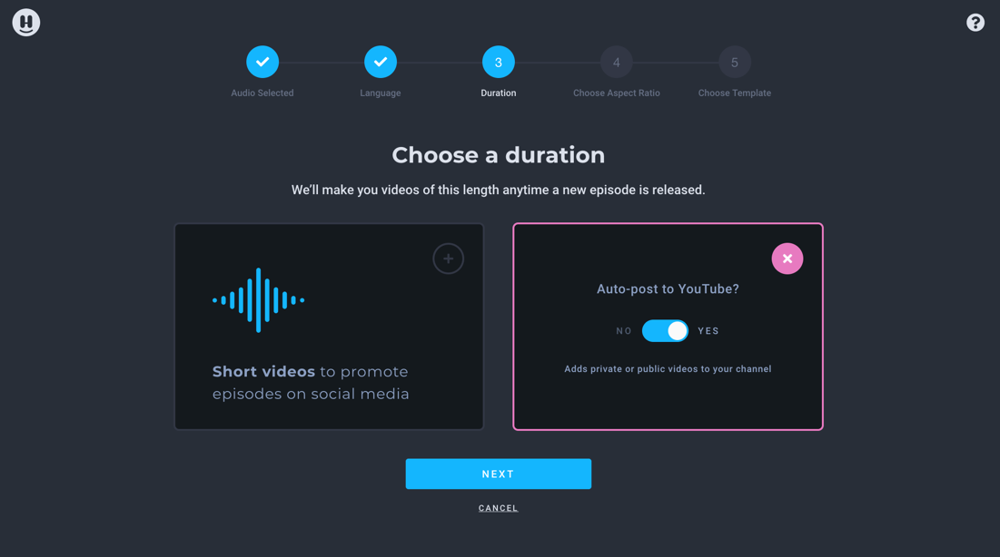 H
?
3
4
5
Audio Selected
Language
Duration
Choose Aspect Ratio
Choose Template
Choose a duration
We’ll make you videos of this length anytime a new episode is released.
Short videos to promote
episodes on social media
Auto-post to YouTube?
NO
YES
Adds private or public videos to your channel
NEXT
CANCEL